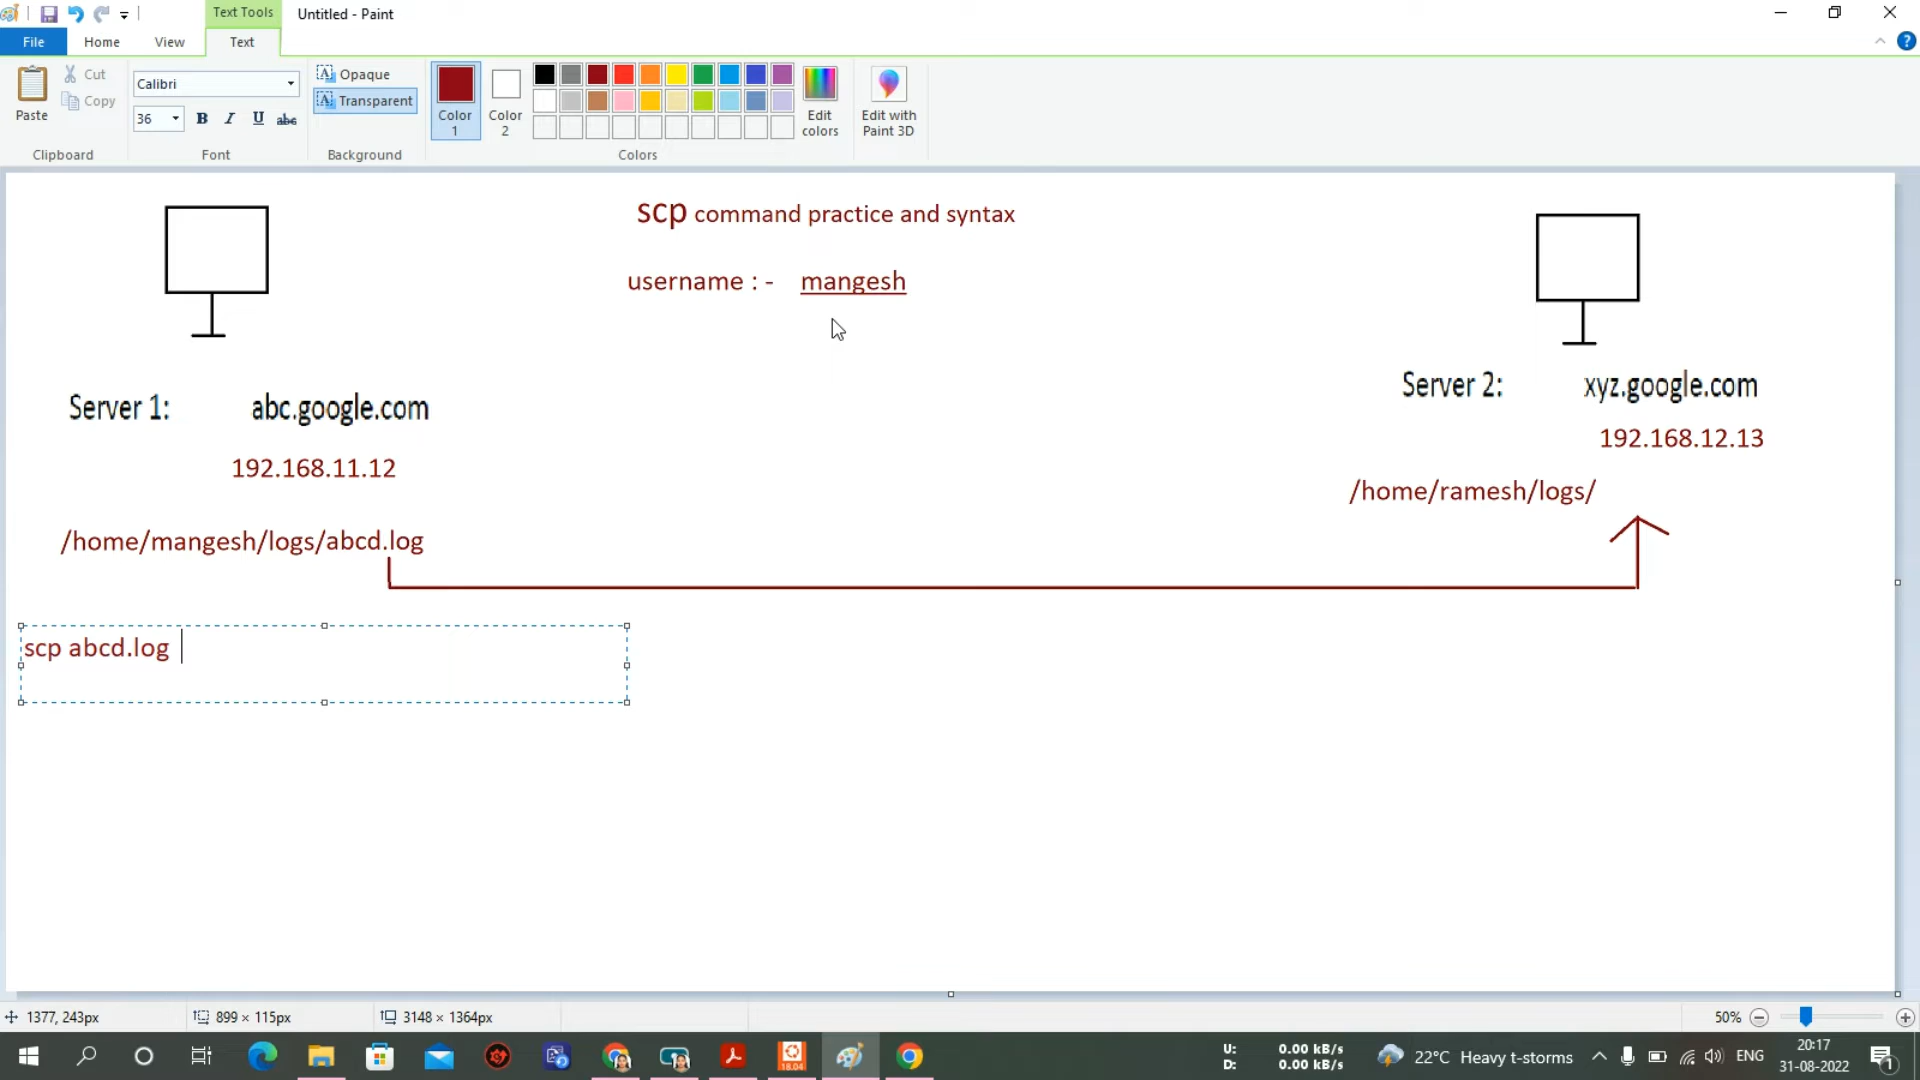 Text Tools
Untitled - Paint
File
Home
View
Text
Paste
Cut
Copy
Clipboard
Calibri
36
B I U abc
Font
Opaque
Transparent
Background
Color 1
Color 2
Edit colors
Colors
Edit with Paint 3D
scp command practice and syntax
username : - mangesh
Server 1: abc.google.com
192.168.11.12
/home/mangesh/logs/abcd.log
Server 2: xyz.google.com
192.168.12.13
/home/ramesh/logs/
scp abcd.log
1377, 243px
899 × 115px
3148 × 1364px
50%
18.04
U: 0.00 kB/s
D: 0.00 kB/s
22°C Heavy t-storms
ENG
20:17
31-08-2022
1